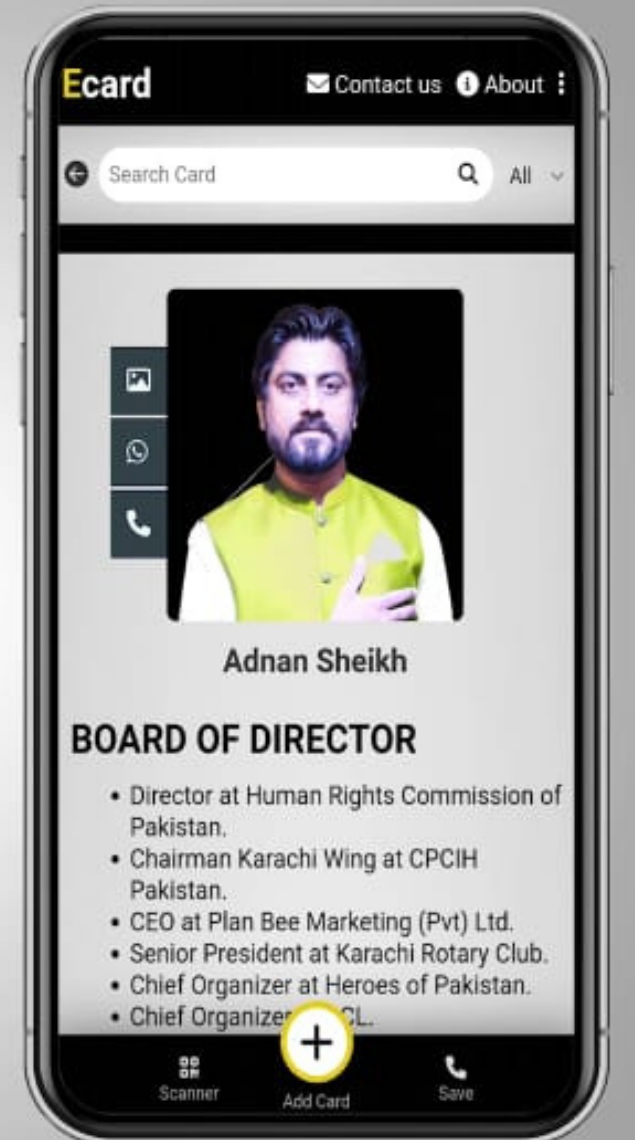 Ecard
Contact us
About
Search Card
All
Adnan Sheikh
BOARD OF DIRECTOR
• Director at Human Rights Commission of
Pakistan.
• Chairman Karachi Wing at CPCIH
Pakistan.
• CEO at Plan Bee Marketing (Pvt) Ltd.
• Senior President at Karachi Rotary Club.
• Chief Organizer at Heroes of Pakistan.
• Chief Organizer
Scanner
Add Card
Save